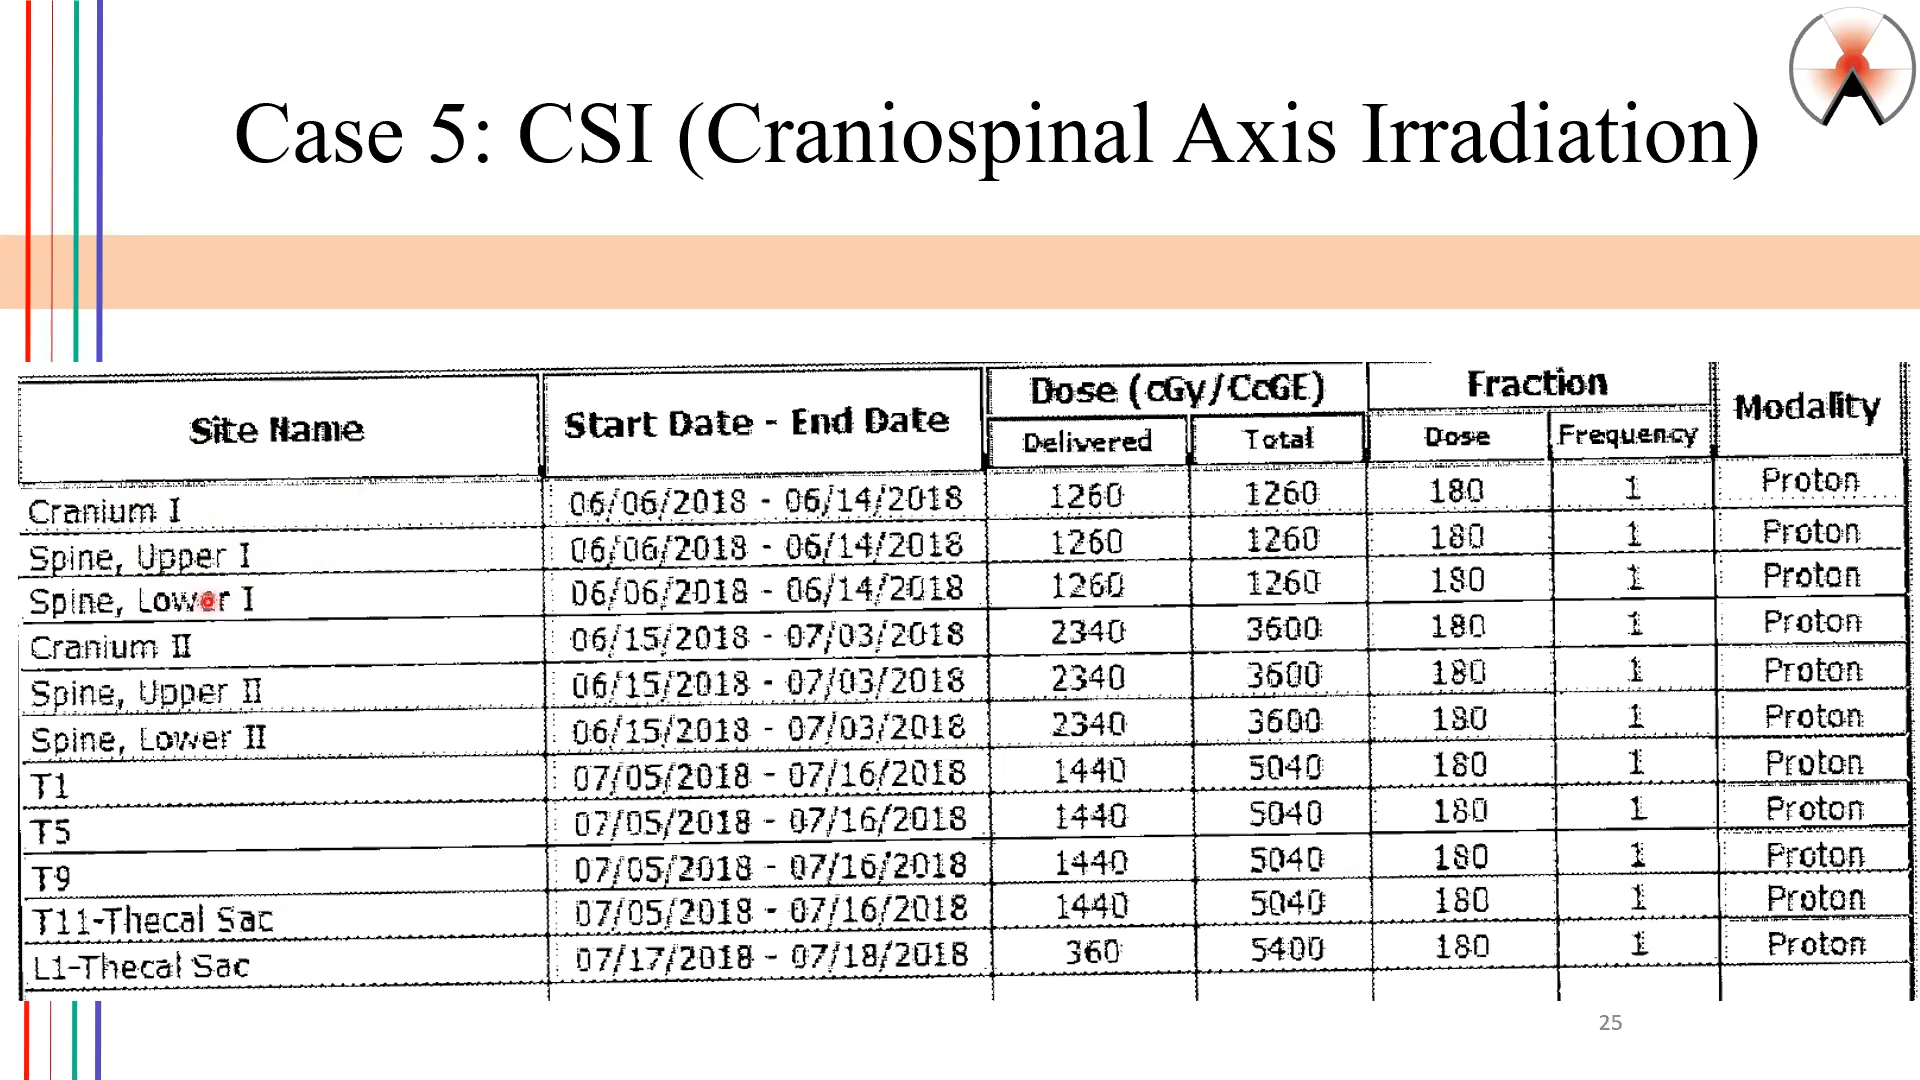 Case 5: CSI (Craniospinal Axis Irradiation)
Site Name Start Date - End Date Dose (cGy/CcGE) Fraction Modality
Delivered Total Dose Frequency
Cranium I 06/06/2018 - 06/14/2018 1260 1260 180 1 Proton
Spine, Upper I 06/06/2018 - 06/14/2018 1260 1260 180 1 Proton
Spine, Lower I 06/06/2018 - 06/14/2018 1260 1260 180 1 Proton
Cranium II 06/15/2018 - 07/03/2018 2340 3600 180 1 Proton
Spine, Upper II 06/15/2018 - 07/03/2018 2340 3600 180 1 Proton
Spine, Lower II 06/15/2018 - 07/03/2018 2340 3600 180 1 Proton
T1 07/05/2018 - 07/16/2018 1440 5040 180 1 Proton
T5 07/05/2018 - 07/16/2018 1440 5040 180 1 Proton
T9 07/05/2018 - 07/16/2018 1440 5040 180 1 Proton
T11-Thecal Sac 07/05/2018 - 07/16/2018 1440 5040 180 1 Proton
L1-Thecal Sac 07/17/2018 - 07/18/2018 360 5400 180 1 Proton
25